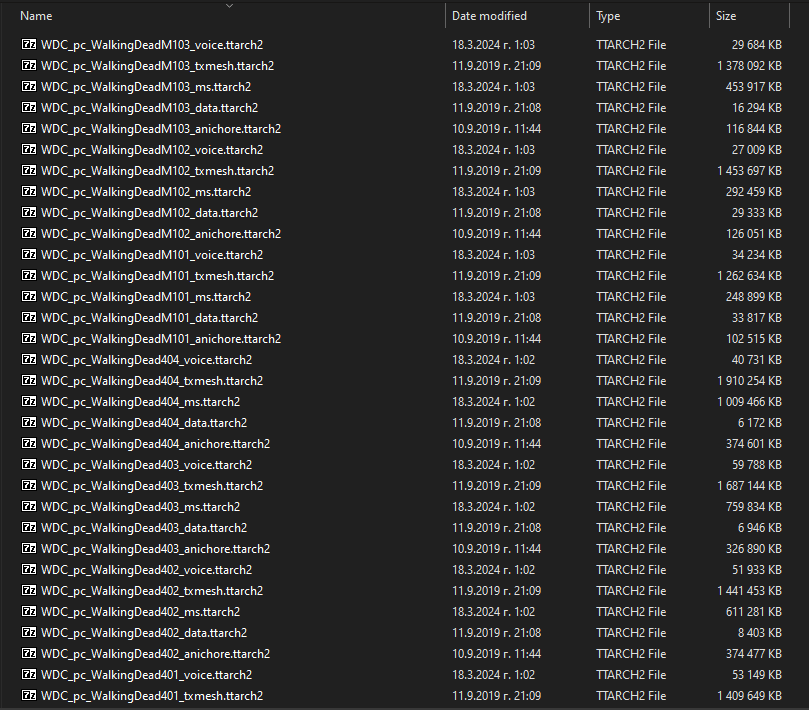 Name Date modified Type Size
WDC_pc_WalkingDeadM103_voice.ttarch2 18.3.2024 г. 1:03 TTARCH2 File 29 684 KB
WDC_pc_WalkingDeadM103_txmesh.ttarch2 11.9.2019 г. 21:09 TTARCH2 File 1 378 092 KB
WDC_pc_WalkingDeadM103_ms.ttarch2 18.3.2024 г. 1:03 TTARCH2 File 453 917 KB
WDC_pc_WalkingDeadM103_data.ttarch2 11.9.2019 г. 21:08 TTARCH2 File 16 294 KB
WDC_pc_WalkingDeadM103_anichore.ttarch2 10.9.2019 г. 11:44 TTARCH2 File 116 844 KB
WDC_pc_WalkingDeadM102_voice.ttarch2 18.3.2024 г. 1:03 TTARCH2 File 27 009 KB
WDC_pc_WalkingDeadM102_txmesh.ttarch2 11.9.2019 г. 21:09 TTARCH2 File 1 453 697 KB
WDC_pc_WalkingDeadM102_ms.ttarch2 18.3.2024 г. 1:03 TTARCH2 File 292 459 KB
WDC_pc_WalkingDeadM102_data.ttarch2 11.9.2019 г. 21:08 TTARCH2 File 29 333 KB
WDC_pc_WalkingDeadM102_anichore.ttarch2 10.9.2019 г. 11:44 TTARCH2 File 126 051 KB
WDC_pc_WalkingDeadM101_voice.ttarch2 18.3.2024 г. 1:03 TTARCH2 File 34 234 KB
WDC_pc_WalkingDeadM101_txmesh.ttarch2 11.9.2019 г. 21:09 TTARCH2 File 1 262 634 KB
WDC_pc_WalkingDeadM101_ms.ttarch2 18.3.2024 г. 1:03 TTARCH2 File 248 899 KB
WDC_pc_WalkingDeadM101_data.ttarch2 11.9.2019 г. 21:08 TTARCH2 File 33 817 KB
WDC_pc_WalkingDeadM101_anichore.ttarch2 10.9.2019 г. 11:44 TTARCH2 File 102 515 KB
WDC_pc_WalkingDead404_voice.ttarch2 18.3.2024 г. 1:02 TTARCH2 File 40 731 KB
WDC_pc_WalkingDead404_txmesh.ttarch2 11.9.2019 г. 21:09 TTARCH2 File 1 910 254 KB
WDC_pc_WalkingDead404_ms.ttarch2 18.3.2024 г. 1:02 TTARCH2 File 1 009 466 KB
WDC_pc_WalkingDead404_data.ttarch2 11.9.2019 г. 21:08 TTARCH2 File 6 172 KB
WDC_pc_WalkingDead404_anichore.ttarch2 10.9.2019 г. 11:44 TTARCH2 File 374 601 KB
WDC_pc_WalkingDead403_voice.ttarch2 18.3.2024 г. 1:02 TTARCH2 File 59 788 KB
WDC_pc_WalkingDead403_txmesh.ttarch2 11.9.2019 г. 21:09 TTARCH2 File 1 687 144 KB
WDC_pc_WalkingDead403_ms.ttarch2 18.3.2024 г. 1:02 TTARCH2 File 759 834 KB
WDC_pc_WalkingDead403_data.ttarch2 11.9.2019 г. 21:08 TTARCH2 File 6 946 KB
WDC_pc_WalkingDead403_anichore.ttarch2 10.9.2019 г. 11:44 TTARCH2 File 326 890 KB
WDC_pc_WalkingDead402_voice.ttarch2 18.3.2024 г. 1:02 TTARCH2 File 51 933 KB
WDC_pc_WalkingDead402_txmesh.ttarch2 11.9.2019 г. 21:09 TTARCH2 File 1 441 453 KB
WDC_pc_WalkingDead402_ms.ttarch2 18.3.2024 г. 1:02 TTARCH2 File 611 281 KB
WDC_pc_WalkingDead402_data.ttarch2 11.9.2019 г. 21:08 TTARCH2 File 8 403 KB
WDC_pc_WalkingDead402_anichore.ttarch2 10.9.2019 г. 11:44 TTARCH2 File 374 477 KB
WDC_pc_WalkingDead401_voice.ttarch2 18.3.2024 г. 1:02 TTARCH2 File 53 149 KB
WDC_pc_WalkingDead401_txmesh.ttarch2 11.9.2019 г. 21:09 TTARCH2 File 1 409 649 KB